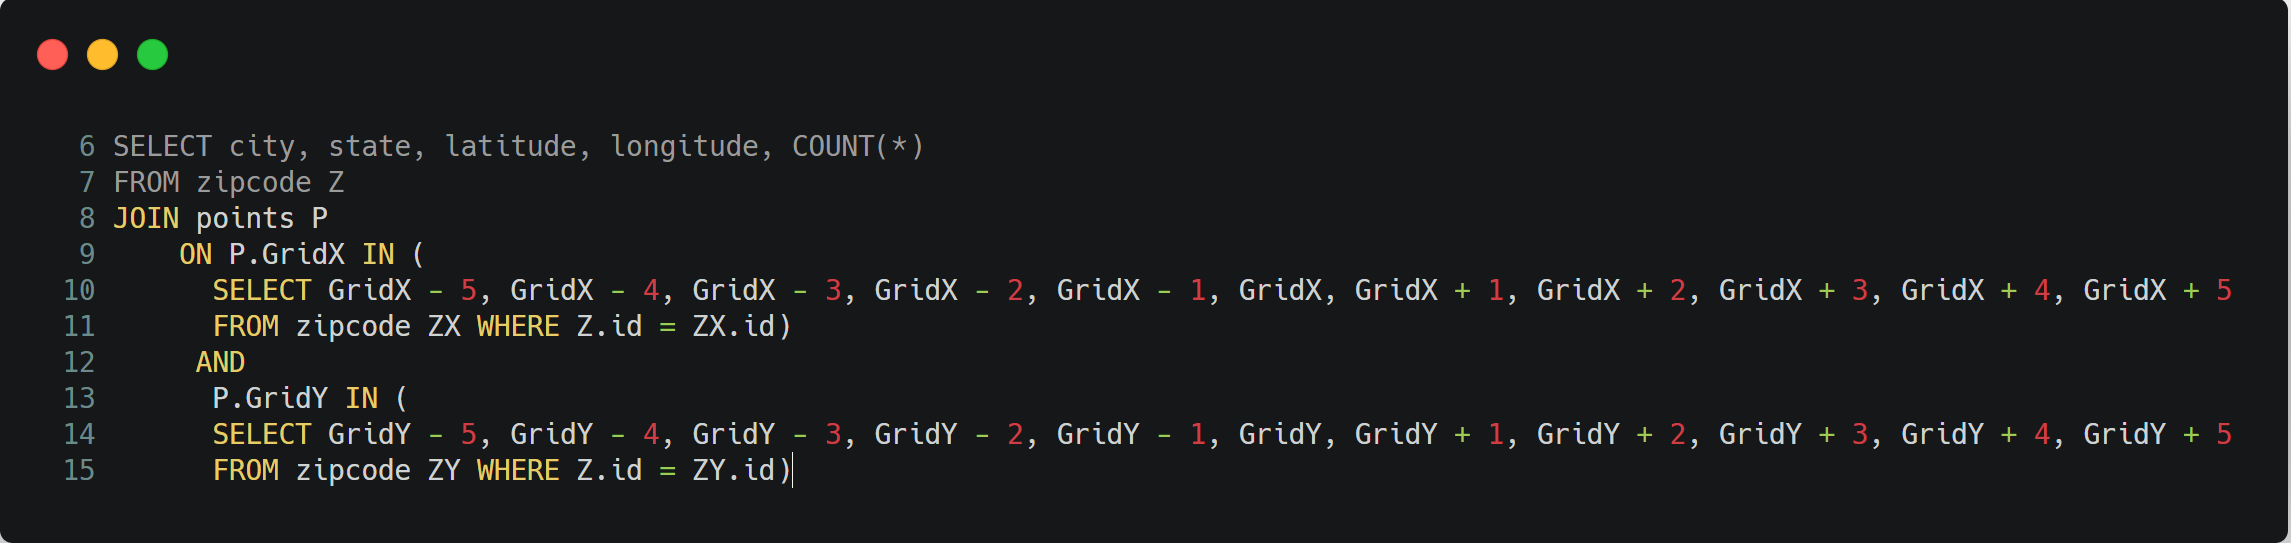 6 SELECT city, state, latitude, longitude, COUNT(*)
7 FROM zipcode Z
8 JOIN points P
9     ON P.GridX IN (
10       SELECT GridX - 5, GridX - 4, GridX - 3, GridX - 2, GridX - 1, GridX, GridX + 1, GridX + 2, GridX + 3, GridX + 4, GridX + 5
11       FROM zipcode ZX WHERE Z.id = ZX.id)
12      AND
13       P.GridY IN (
14       SELECT GridY - 5, GridY - 4, GridY - 3, GridY - 2, GridY - 1, GridY, GridY + 1, GridY + 2, GridY + 3, GridY + 4, GridY + 5
15       FROM zipcode ZY WHERE Z.id = ZY.id)